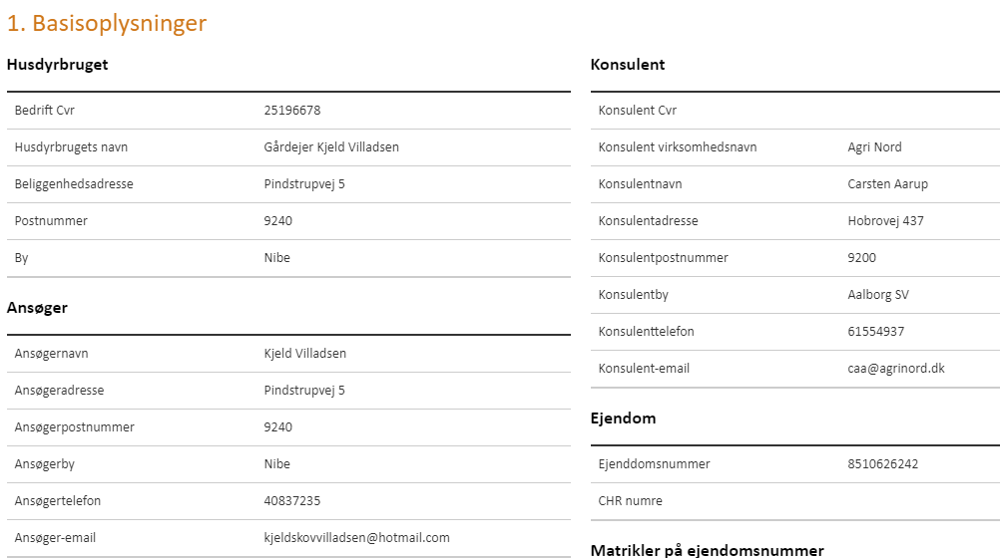 1. Basisoplysninger
Husdyrbruget
Bedrift Cvr 25196678
Husdyrbrugets navn Gårdejer Kjeld Villadsen
Beliggenhedsadresse Pindstrupvej 5
Postnummer 9240
By Nibe
Ansøger
Ansøgernavn Kjeld Villadsen
Ansøgeradresse Pindstrupvej 5
Ansøgerpostnummer 9240
Ansøgerby Nibe
Ansøgertelefon 40837235
Ansøger-email kjeldskovvilladsen@hotmail.com
Konsulent
Konsulent Cvr
Konsulent virksomhedsnavn Agri Nord
Konsulentnavn Carsten Aarup
Konsulentadresse Hobrovej 437
Konsulentpostnummer 9200
Konsulentby Aalborg SV
Konsulenttelefon 61554937
Konsulent-email caa@agrinord.dk
Ejendom
Ejenddomsnummer 8510626242
CHR numre
Matrikler på ejendomsnummer